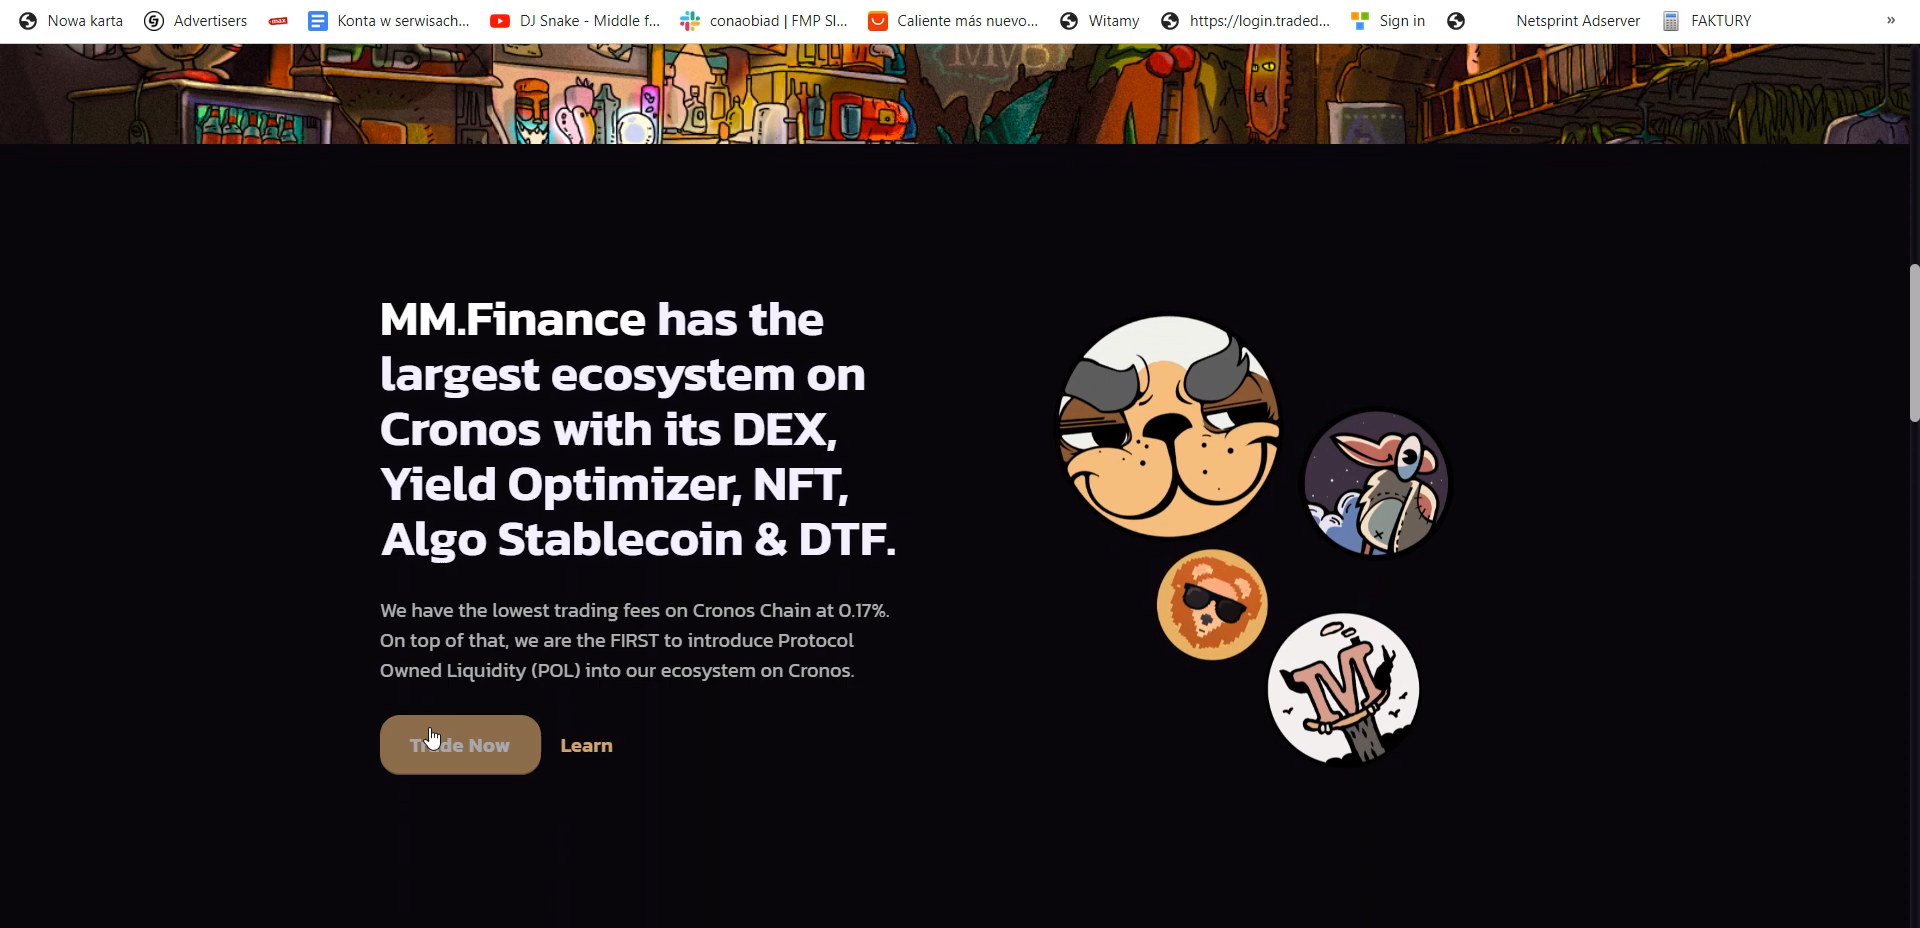 Nowa karta Advertisers max Konta w serwisach... DJ Snake - Middle f... conaobiad | FMP Sl... Caliente más nuevo... Witamy https://login.traded... Sign in Netsprint Adserver FAKTURY »
MVB
MM.Finance has the
largest ecosystem on
Cronos with its DEX,
Yield Optimizer, NFT,
Algo Stablecoin & DTF.
We have the lowest trading fees on Cronos Chain at 0.17%.
On top of that, we are the FIRST to introduce Protocol
Owned Liquidity (POL) into our ecosystem on Cronos.
Trade Now Learn
M